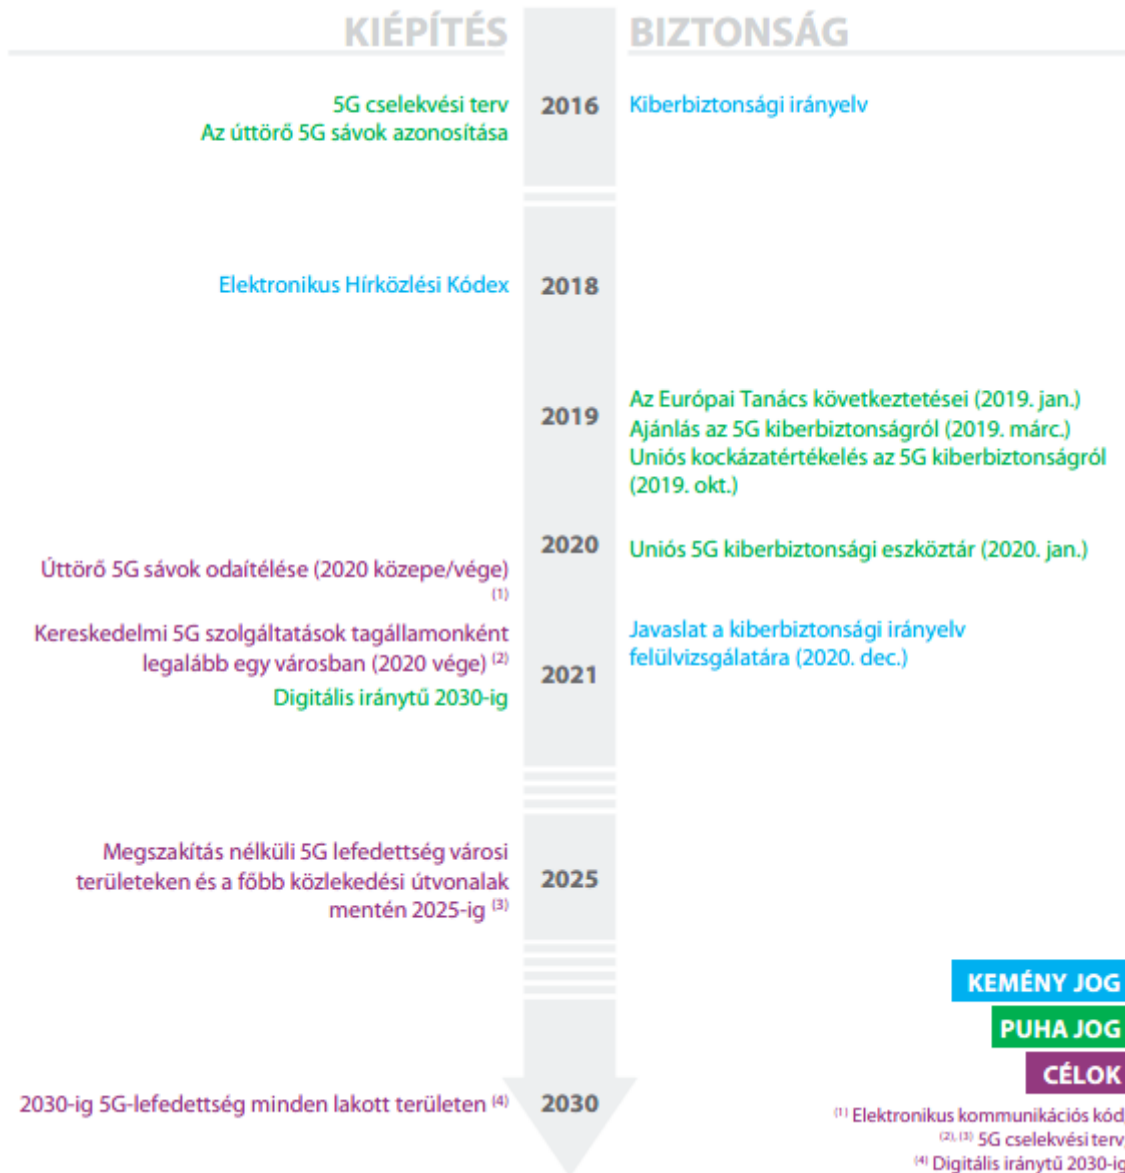 KIÉPÍTÉS
BIZTONSÁG
5G cselekvési terv
Az úttörő 5G sávok azonosítása
2016
Kiberbiztonsági irányelv
Elektronikus Hírközlési Kódex
2018
2019
Az Európai Tanács következtetései (2019. jan.)
Ajánlás az 5G kiberbiztonságról (2019. márc.)
Uniós kockázatértékelés az 5G kiberbiztonságról
(2019. okt.)
2020
Uniós 5G kiberbiztonsági eszköztár (2020. jan.)
Úttörő 5G sávok odaítélése (2020 közepe/vége)
(1)
Kereskedelmi 5G szolgáltatások tagállamonként
legalább egy városban (2020 vége) (2)
Digitális iránytű 2030-ig
2021
Javaslat a kiberbiztonsági irányelv
felülvizsgálatára (2020. dec.)
Megszakítás nélküli 5G lefedettség városi
területeken és a főbb közlekedési útvonalak
mentén 2025-ig (3)
2025
2030-ig 5G-lefedettség minden lakott területen (4)
2030
KEMÉNY JOG
PUHA JOG
CÉLOK
(1) Elektronikus kommunikációs kód,
(2), (3) 5G cselekvési terv,
(4) Digitális iránytű 2030-ig